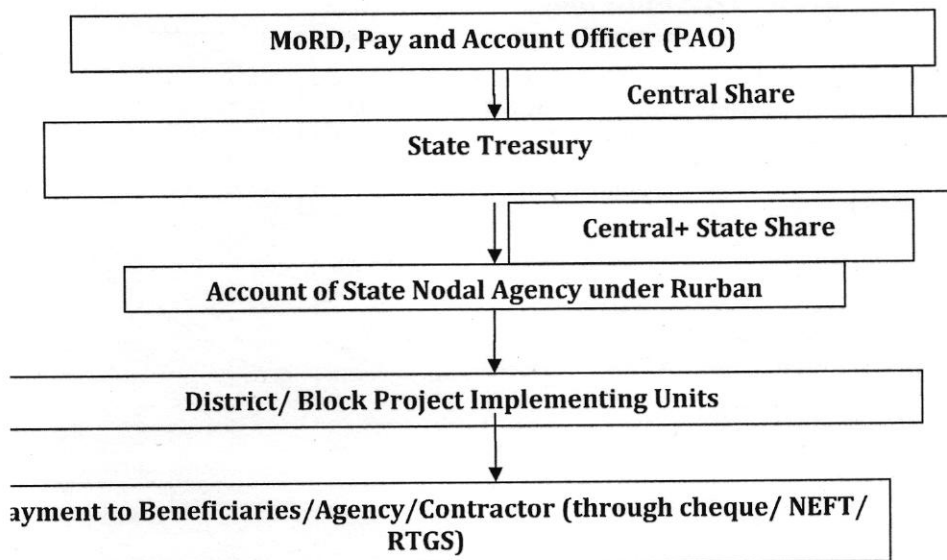 MoRD, Pay and Account Officer (PAO)
Central Share
State Treasury
Central+ State Share
Account of State Nodal Agency under Rurban
District/ Block Project Implementing Units
ayment to Beneficiaries/Agency/Contractor (through cheque/ NEFT/
RTGS)